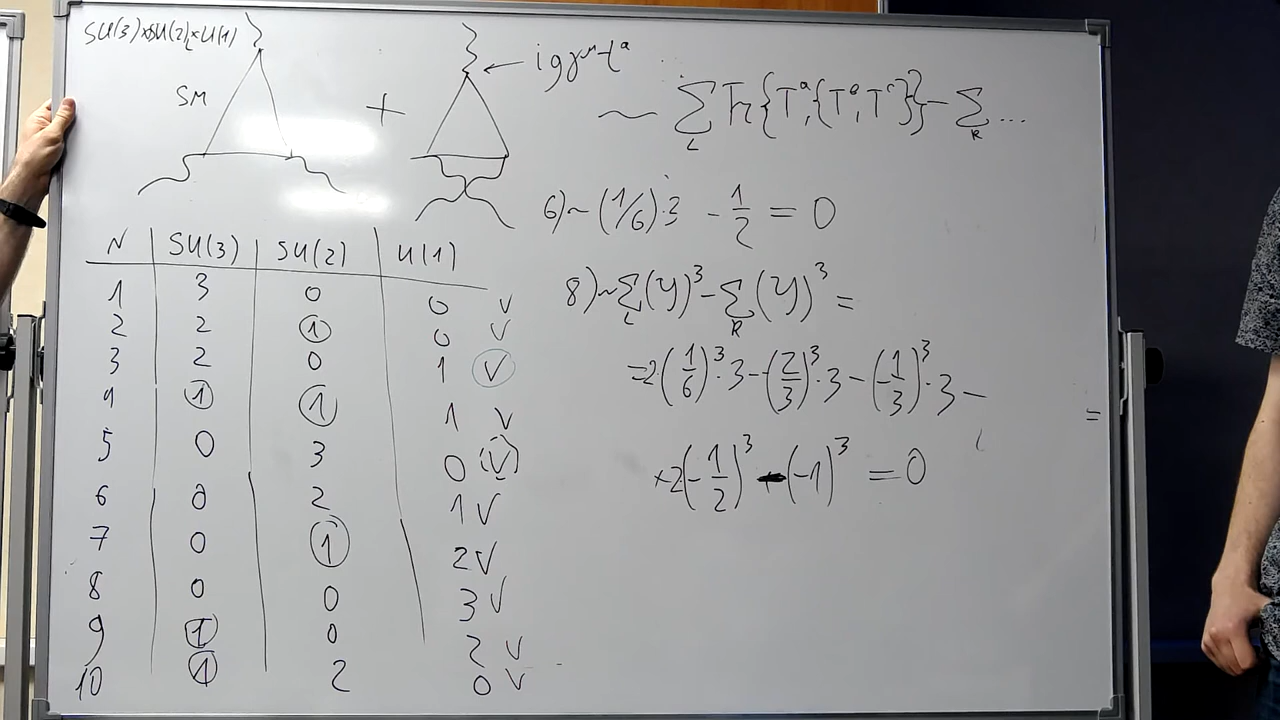 SU(3)×SU(2)L×U(1)
SM
+
← igγ^μ t^a
~ Σ_L Tr{T^a,{T^a,T^c}} - Σ_R ...
6) ~ (1/6)·3 - 1/2 = 0
8) ~ Σ_L (Y)^3 - Σ_R (Y)^3 =
=2(1/6)^3·3 - (2/3)^3·3 - (-1/3)^3·3 -
+2(-1/2)^3 - (-1)^3 = 0
N | SU(3) | SU(2) | U(1)
1 3 0 0 v
2 2 1 0 v
3 2 0 1 v
4 1 1 1 v
5 0 3 0 (v)
6 0 2 1 v
7 0 1 2 v
8 0 0 3 v
9 1 0 2 v
10 1 2 0 v